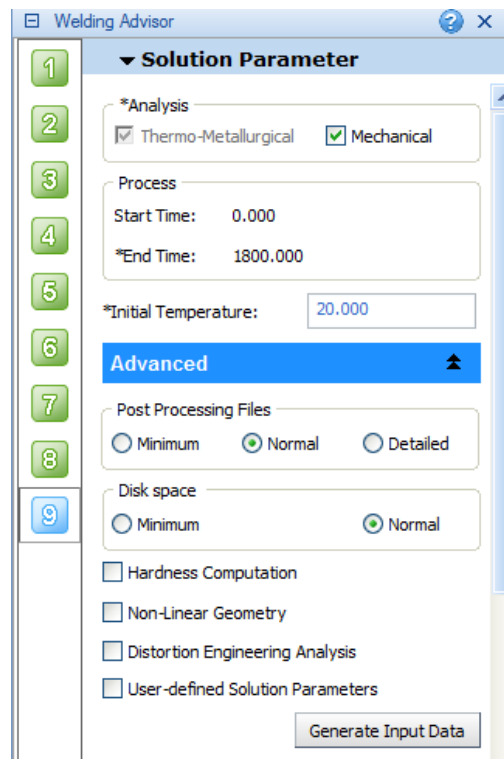 Welding Advisor
Solution Parameter
1
2
3
4
5
6
7
8
9
*Analysis
Thermo-Metallurgical Mechanical
Process
Start Time: 0.000
*End Time: 1800.000
*Initial Temperature: 20.000
Advanced
Post Processing Files
Minimum Normal Detailed
Disk space
Minimum Normal
Hardness Computation
Non-Linear Geometry
Distortion Engineering Analysis
User-defined Solution Parameters
Generate Input Data